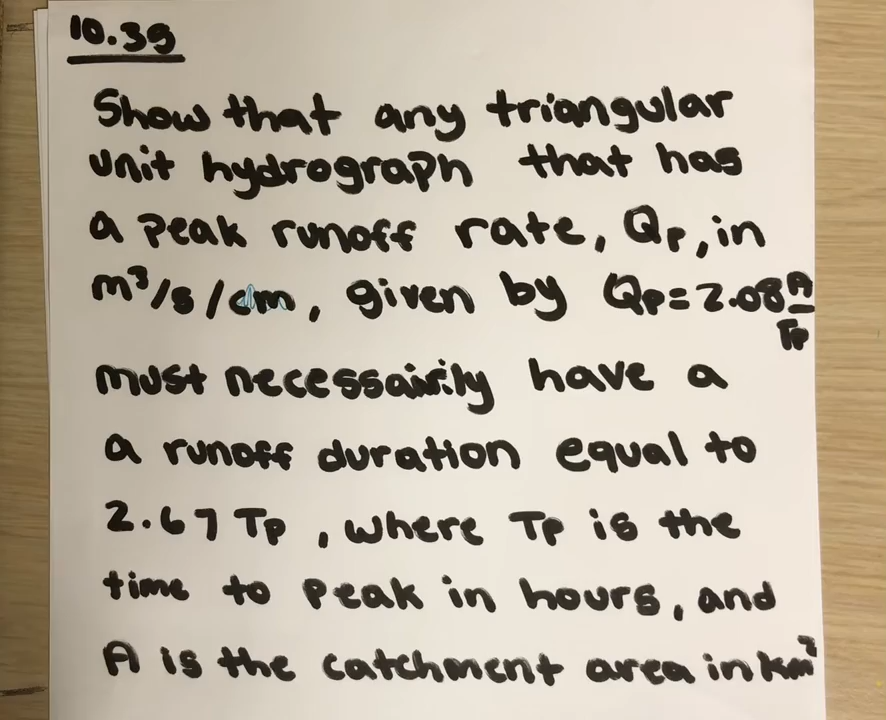 10.39
Show that any triangular
unit hydrograph that has
a peak runoff rate, Qp, in
m³/s/cm, given by Qp=2.08 A/Tp
must necessairily have a
a runoff duration equal to
2.67 Tp, where Tp is the
time to peak in hours, and
A is the catchment area in km²